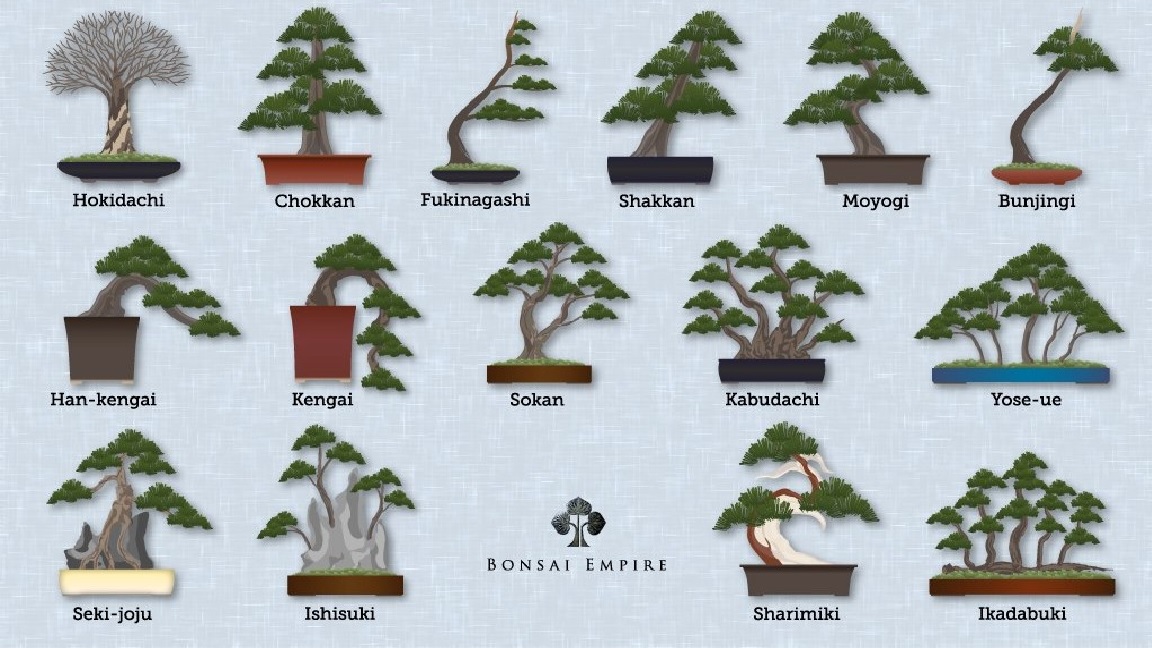 Hokidachi
Chokkan
Fukinagashi
Shakkan
Moyogi
Bunjingi
Han-kengai
Kengai
Sokan
Kabudachi
Yose-ue
Seki-joju
Ishisuki
BONSAI EMPIRE
Sharimiki
Ikadabuki